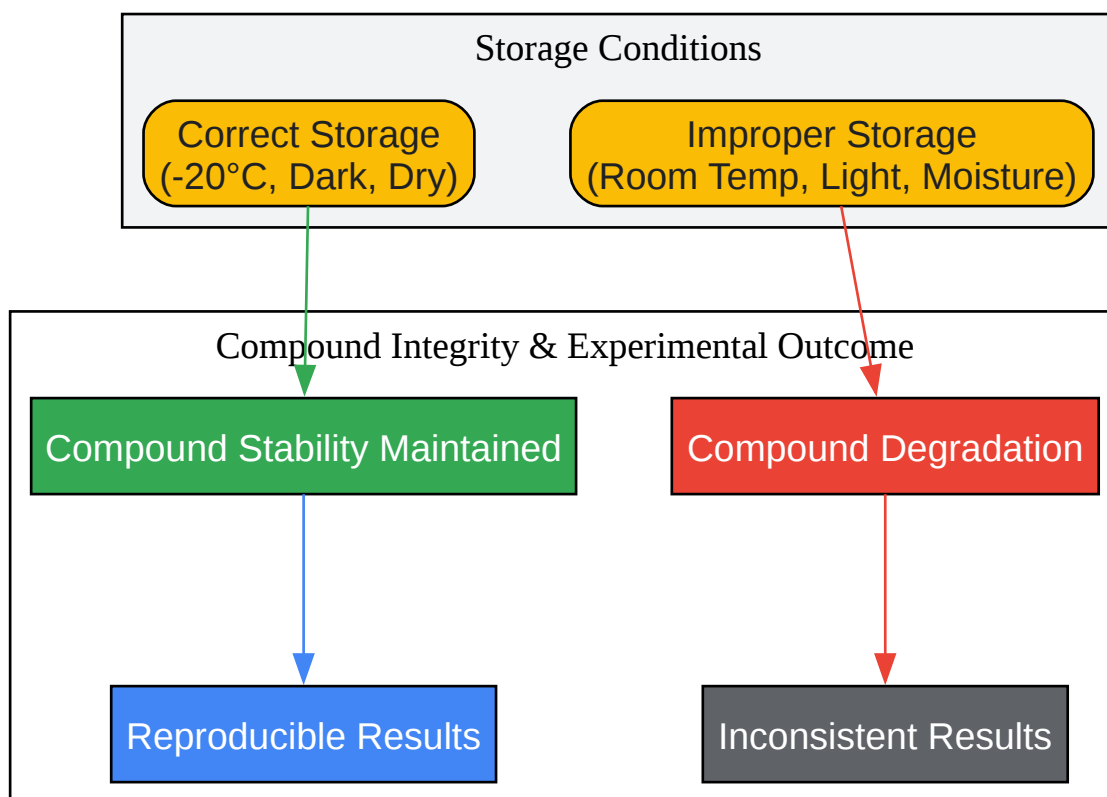 Storage Conditions
Correct Storage
(-20°C, Dark, Dry)
Improper Storage
(Room Temp, Light, Moisture)
Compound Integrity & Experimental Outcome
Compound Stability Maintained
Compound Degradation
Reproducible Results
Inconsistent Results